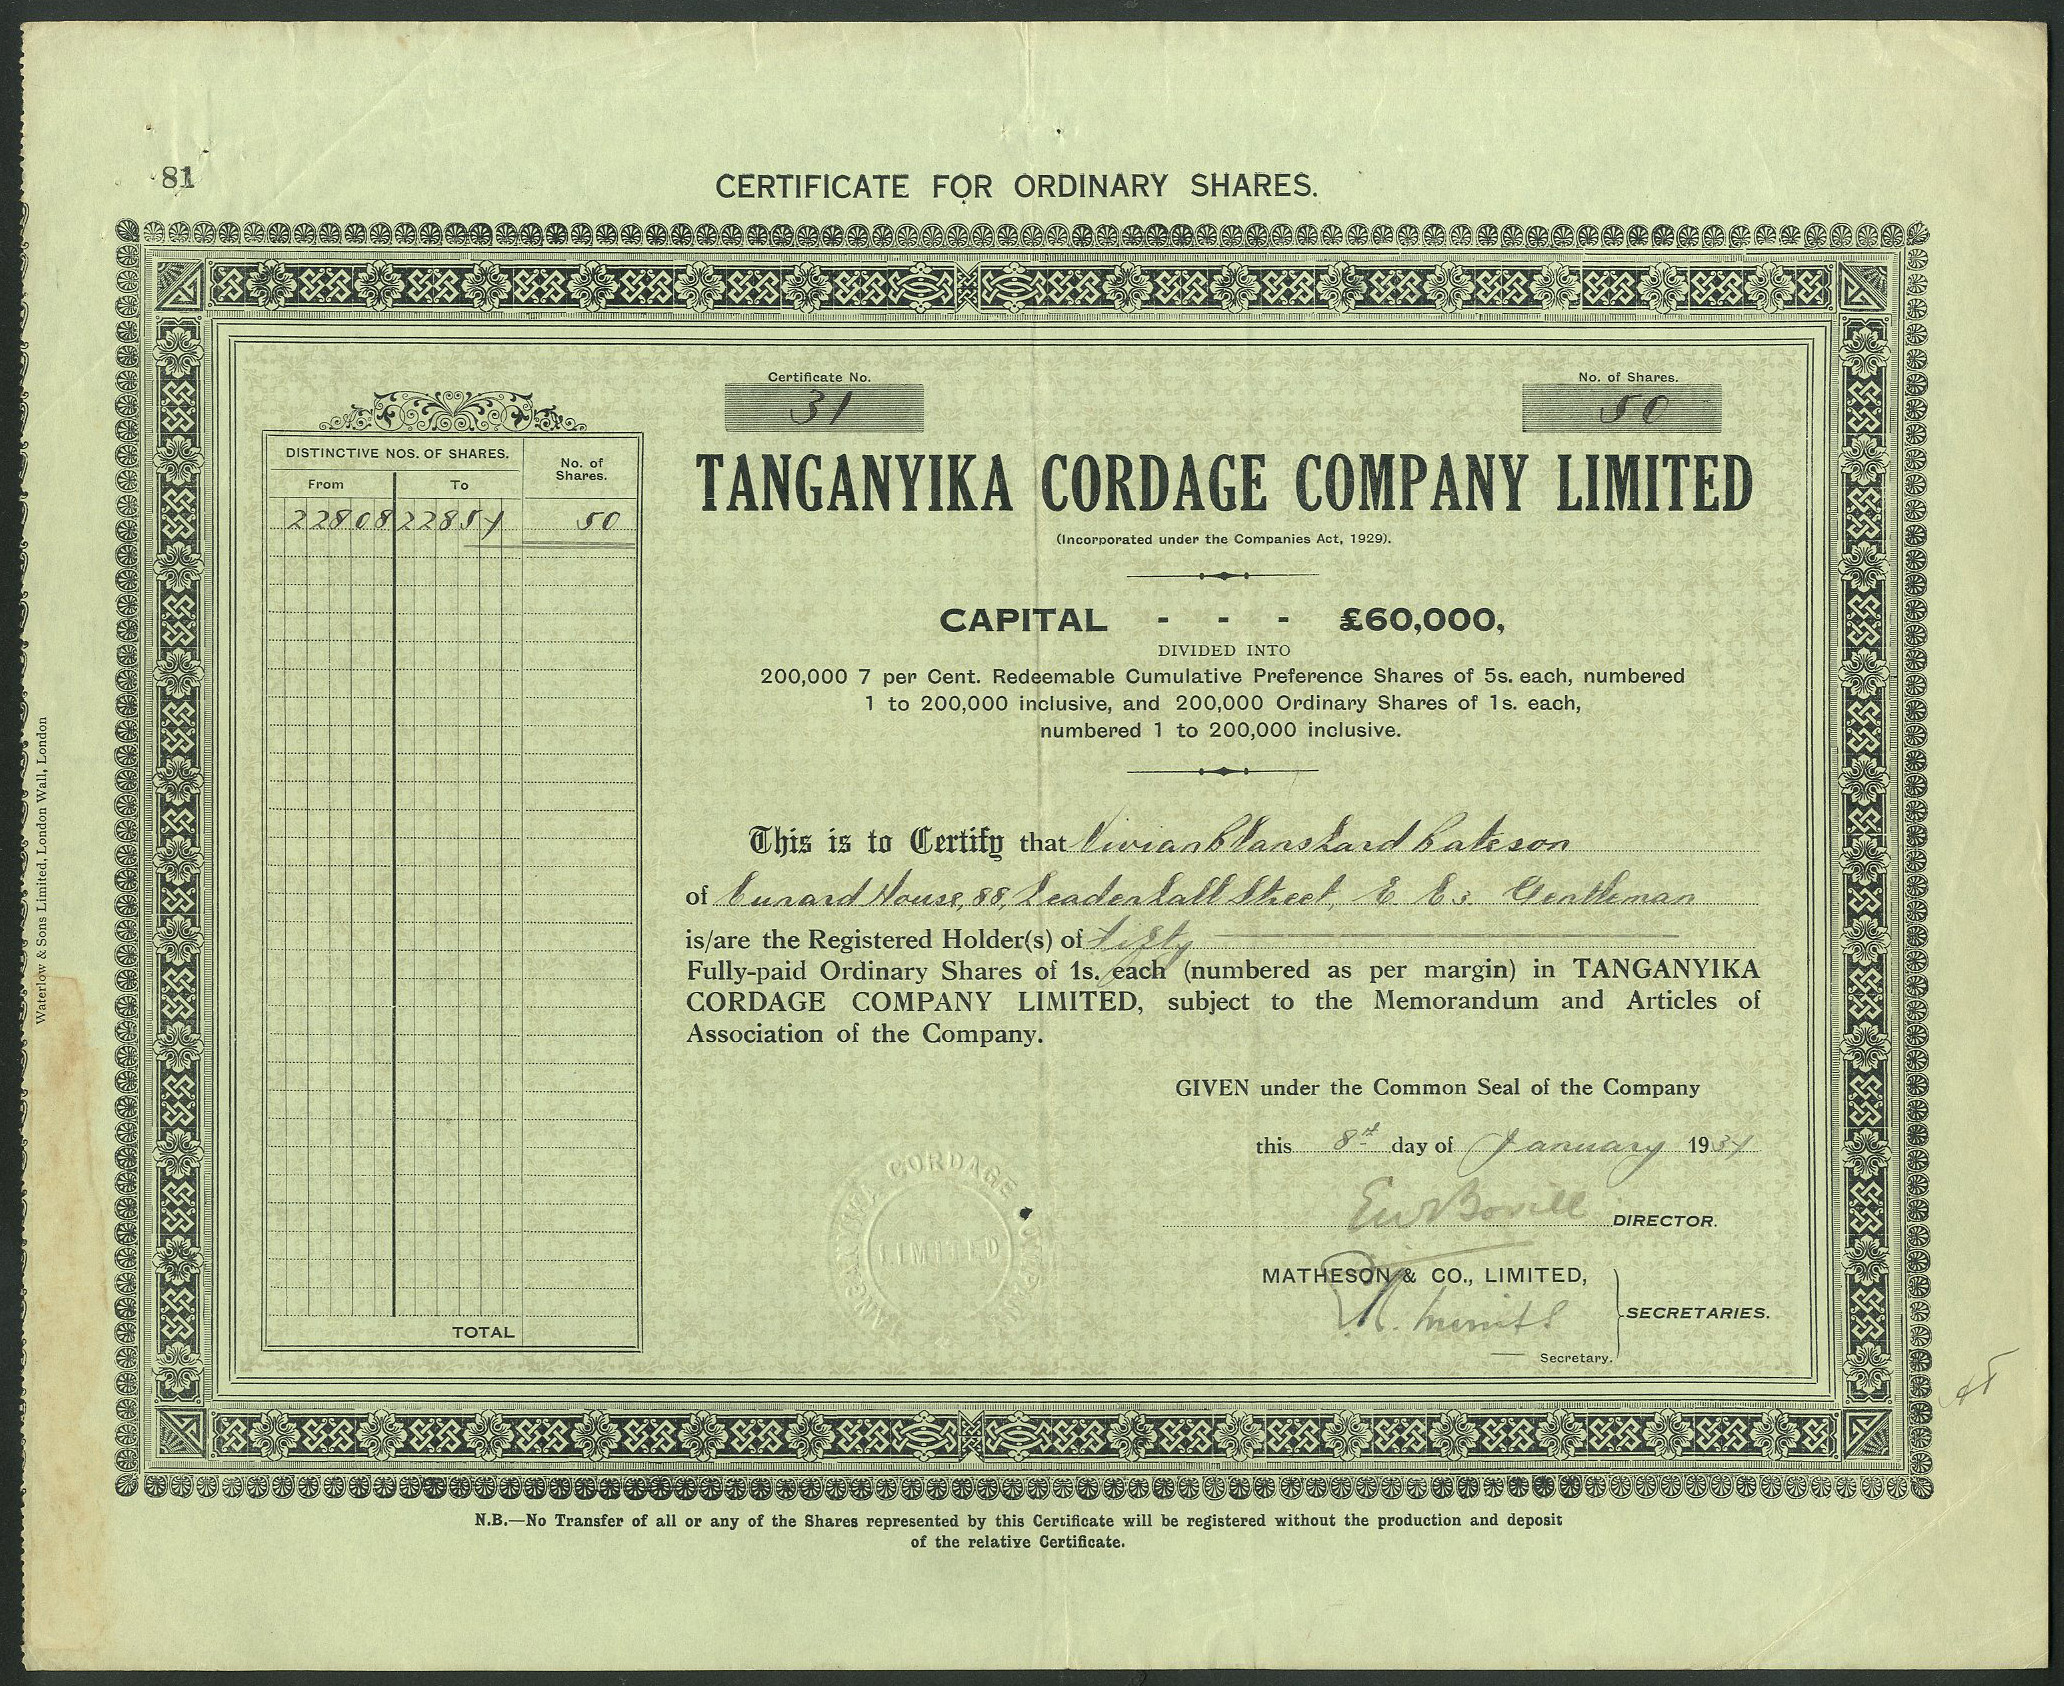 81
CERTIFICATE FOR ORDINARY SHARES.
Certificate No.
31
No. of Shares.
50
DISTINCTIVE NOS. OF SHARES.
No. of Shares.
From To
22808 22857 50
TOTAL
TANGANYIKA CORDAGE COMPANY LIMITED
(Incorporated under the Companies Act, 1929).
CAPITAL - - - £60,000,
DIVIDED INTO
200,000 7 per Cent. Redeemable Cumulative Preference Shares of 5s. each, numbered
1 to 200,000 inclusive, and 200,000 Ordinary Shares of 1s. each,
numbered 1 to 200,000 inclusive.
This is to Certify that Vivian Blanshard Bateson
of Cunard House, 88, Leadenhall Street, E.C.3. Gentleman
is/are the Registered Holder(s) of Fifty
Fully-paid Ordinary Shares of 1s. each (numbered as per margin) in TANGANYIKA
CORDAGE COMPANY LIMITED, subject to the Memorandum and Articles of
Association of the Company.
GIVEN under the Common Seal of the Company
this 8th day of January 1934
EWBovill DIRECTOR.
MATHESON & CO., LIMITED,
SECRETARIES.
Secretary.
TANGANYIKA CORDAGE COMPANY
LIMITED
N.B.—No Transfer of all or any of the Shares represented by this Certificate will be registered without the production and deposit
of the relative Certificate.
Waterlow & Sons Limited, London Wall, London